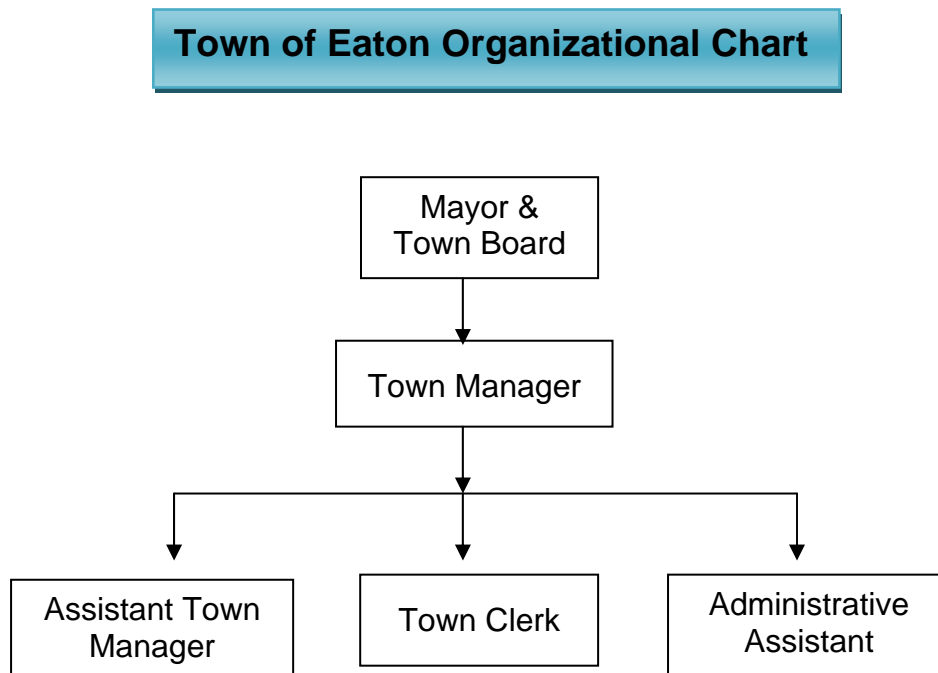 Town of Eaton Organizational Chart
Mayor &
Town Board
Town Manager
Assistant Town
Manager
Town Clerk
Administrative
Assistant